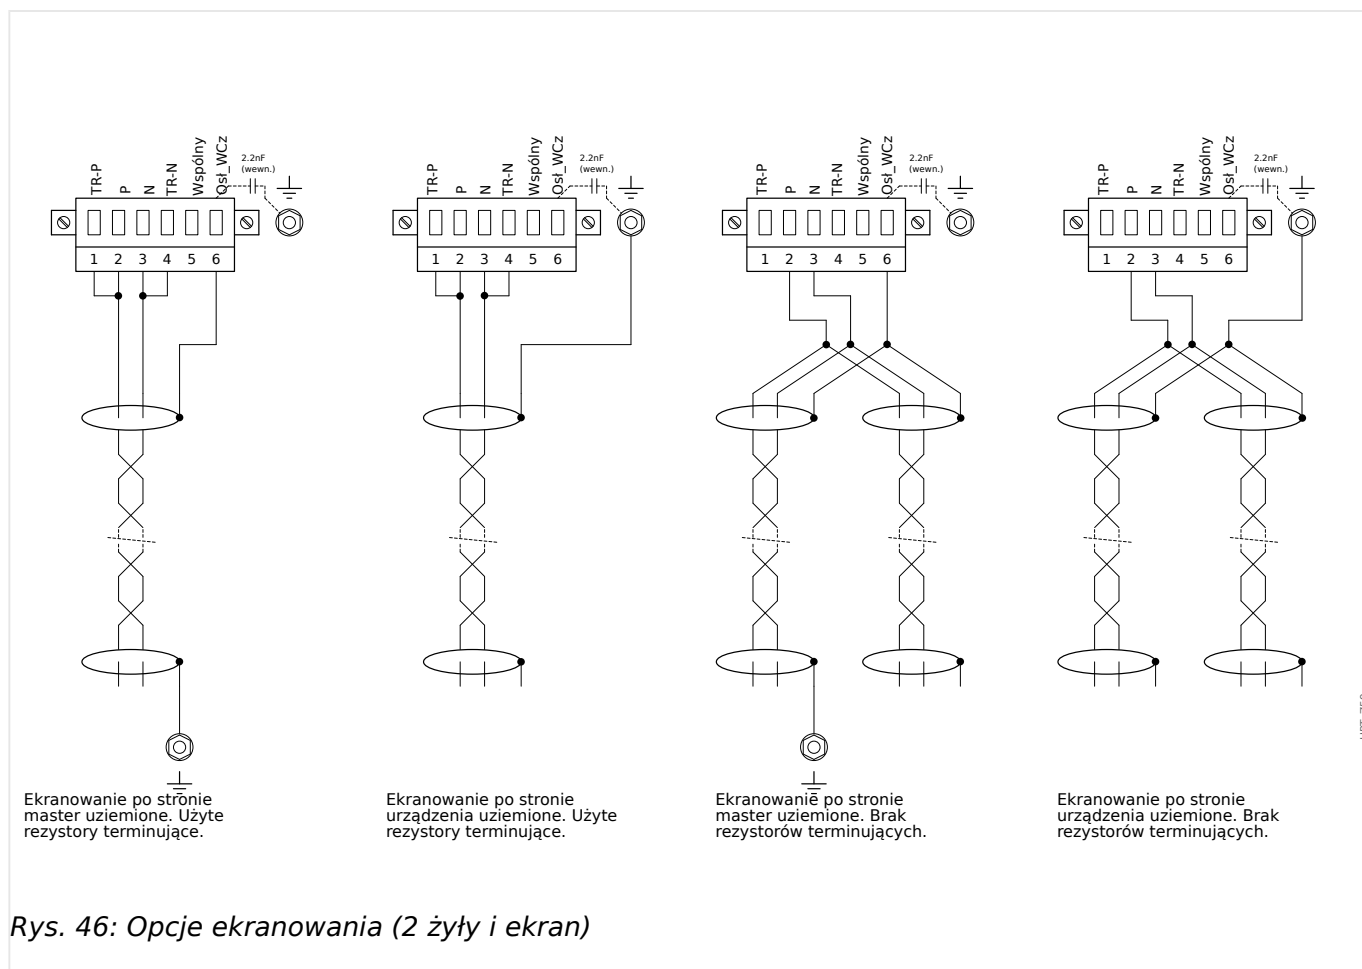 TR-P
P
N
TR-N
Wspólny
Osł_WCz
2.2nF
(wewn.)
1 2 3 4 5 6
TR-P
P
N
TR-N
Wspólny
Osł_WCz
2.2nF
(wewn.)
1 2 3 4 5 6
TR-P
P
N
TR-N
Wspólny
Osł_WCz
2.2nF
(wewn.)
1 2 3 4 5 6
TR-P
P
N
TR-N
Wspólny
Osł_WCz
2.2nF
(wewn.)
1 2 3 4 5 6
Ekranowanie po stronie
master uziemione. Użyte
rezystory terminujące.
Ekranowanie po stronie
urządzenia uziemione. Użyte
rezystory terminujące.
Ekranowanie po stronie
master uziemione. Brak
rezystorów terminujących.
Ekranowanie po stronie
urządzenia uziemione. Brak
rezystorów terminujących.
Rys. 46: Opcje ekranowania (2 żyły i ekran)